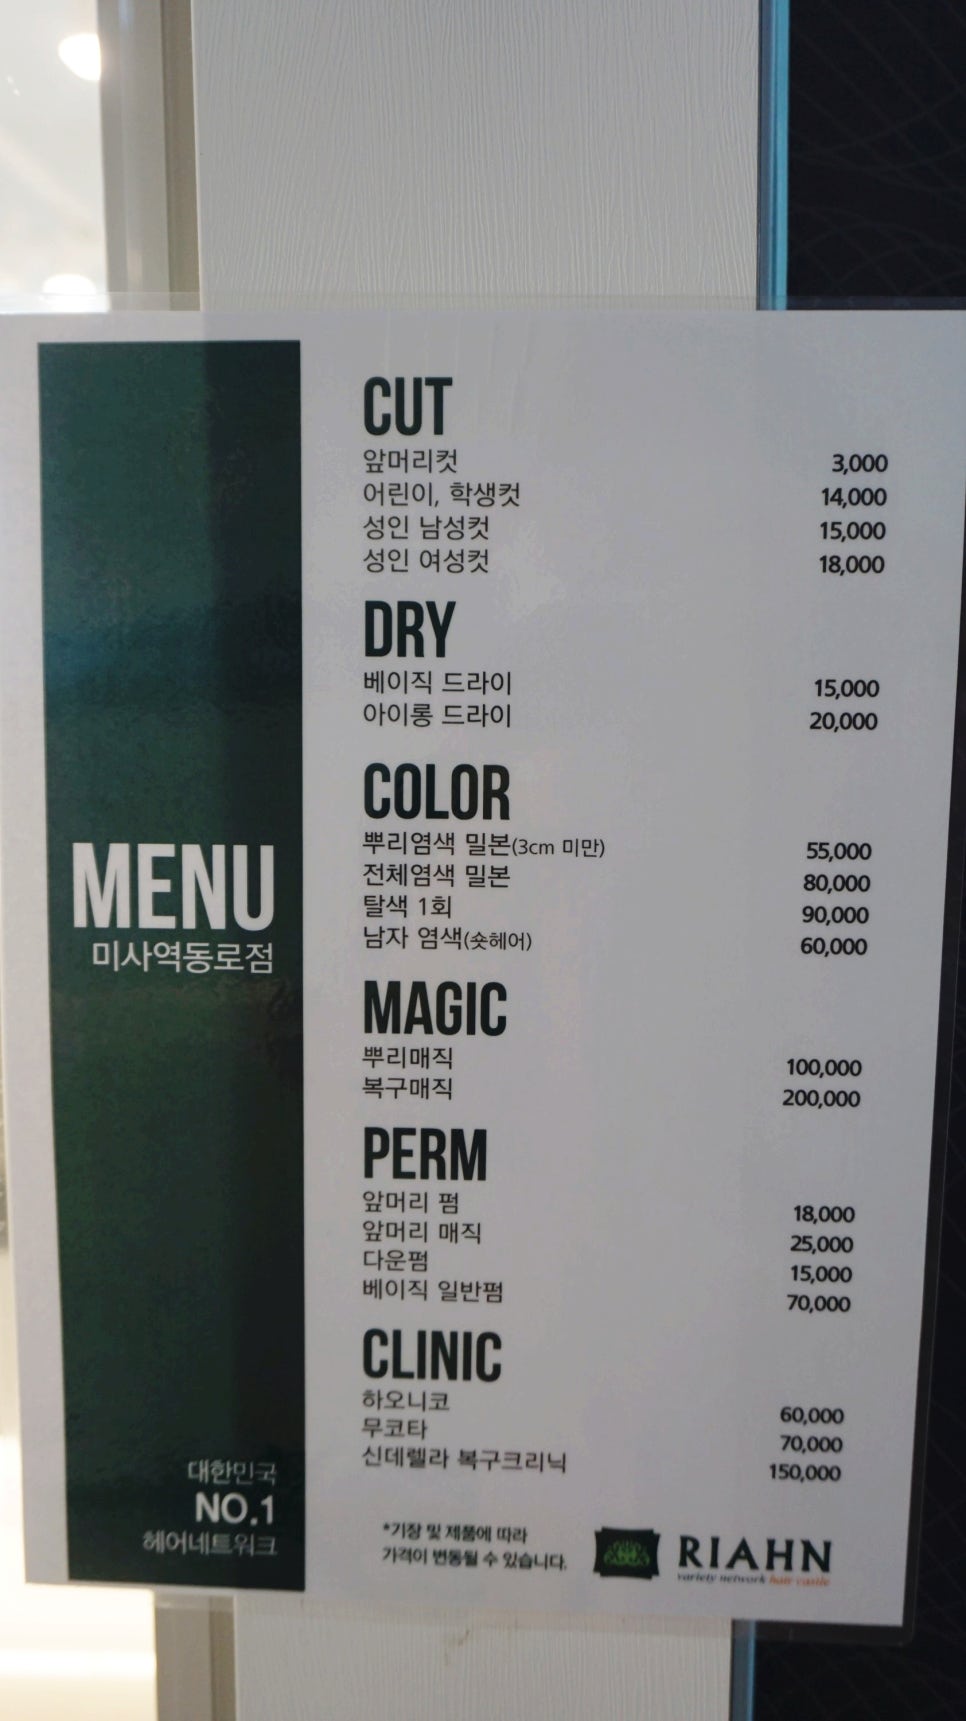 CUT
앞머리컷 3,000
어린이, 학생컷 14,000
성인 남성컷 15,000
성인 여성컷 18,000
DRY
베이직 드라이 15,000
아이롱 드라이 20,000
COLOR
뿌리염색 밀본(3cm 미만) 55,000
전체염색 밀본 80,000
탈색 1회 90,000
남자 염색(숏헤어) 60,000
MENU
미사역동로점
MAGIC
뿌리매직 100,000
복구매직 200,000
PERM
앞머리 펌 18,000
앞머리 매직 25,000
다운펌 15,000
베이직 일반펌 70,000
CLINIC
하오니코 60,000
무코타 70,000
신데렐라 복구크리닉 150,000
대한민국
NO.1
헤어네트워크
*기장 및 제품에 따라
가격이 변동될 수 있습니다.
RIAHN
variety network hair castle